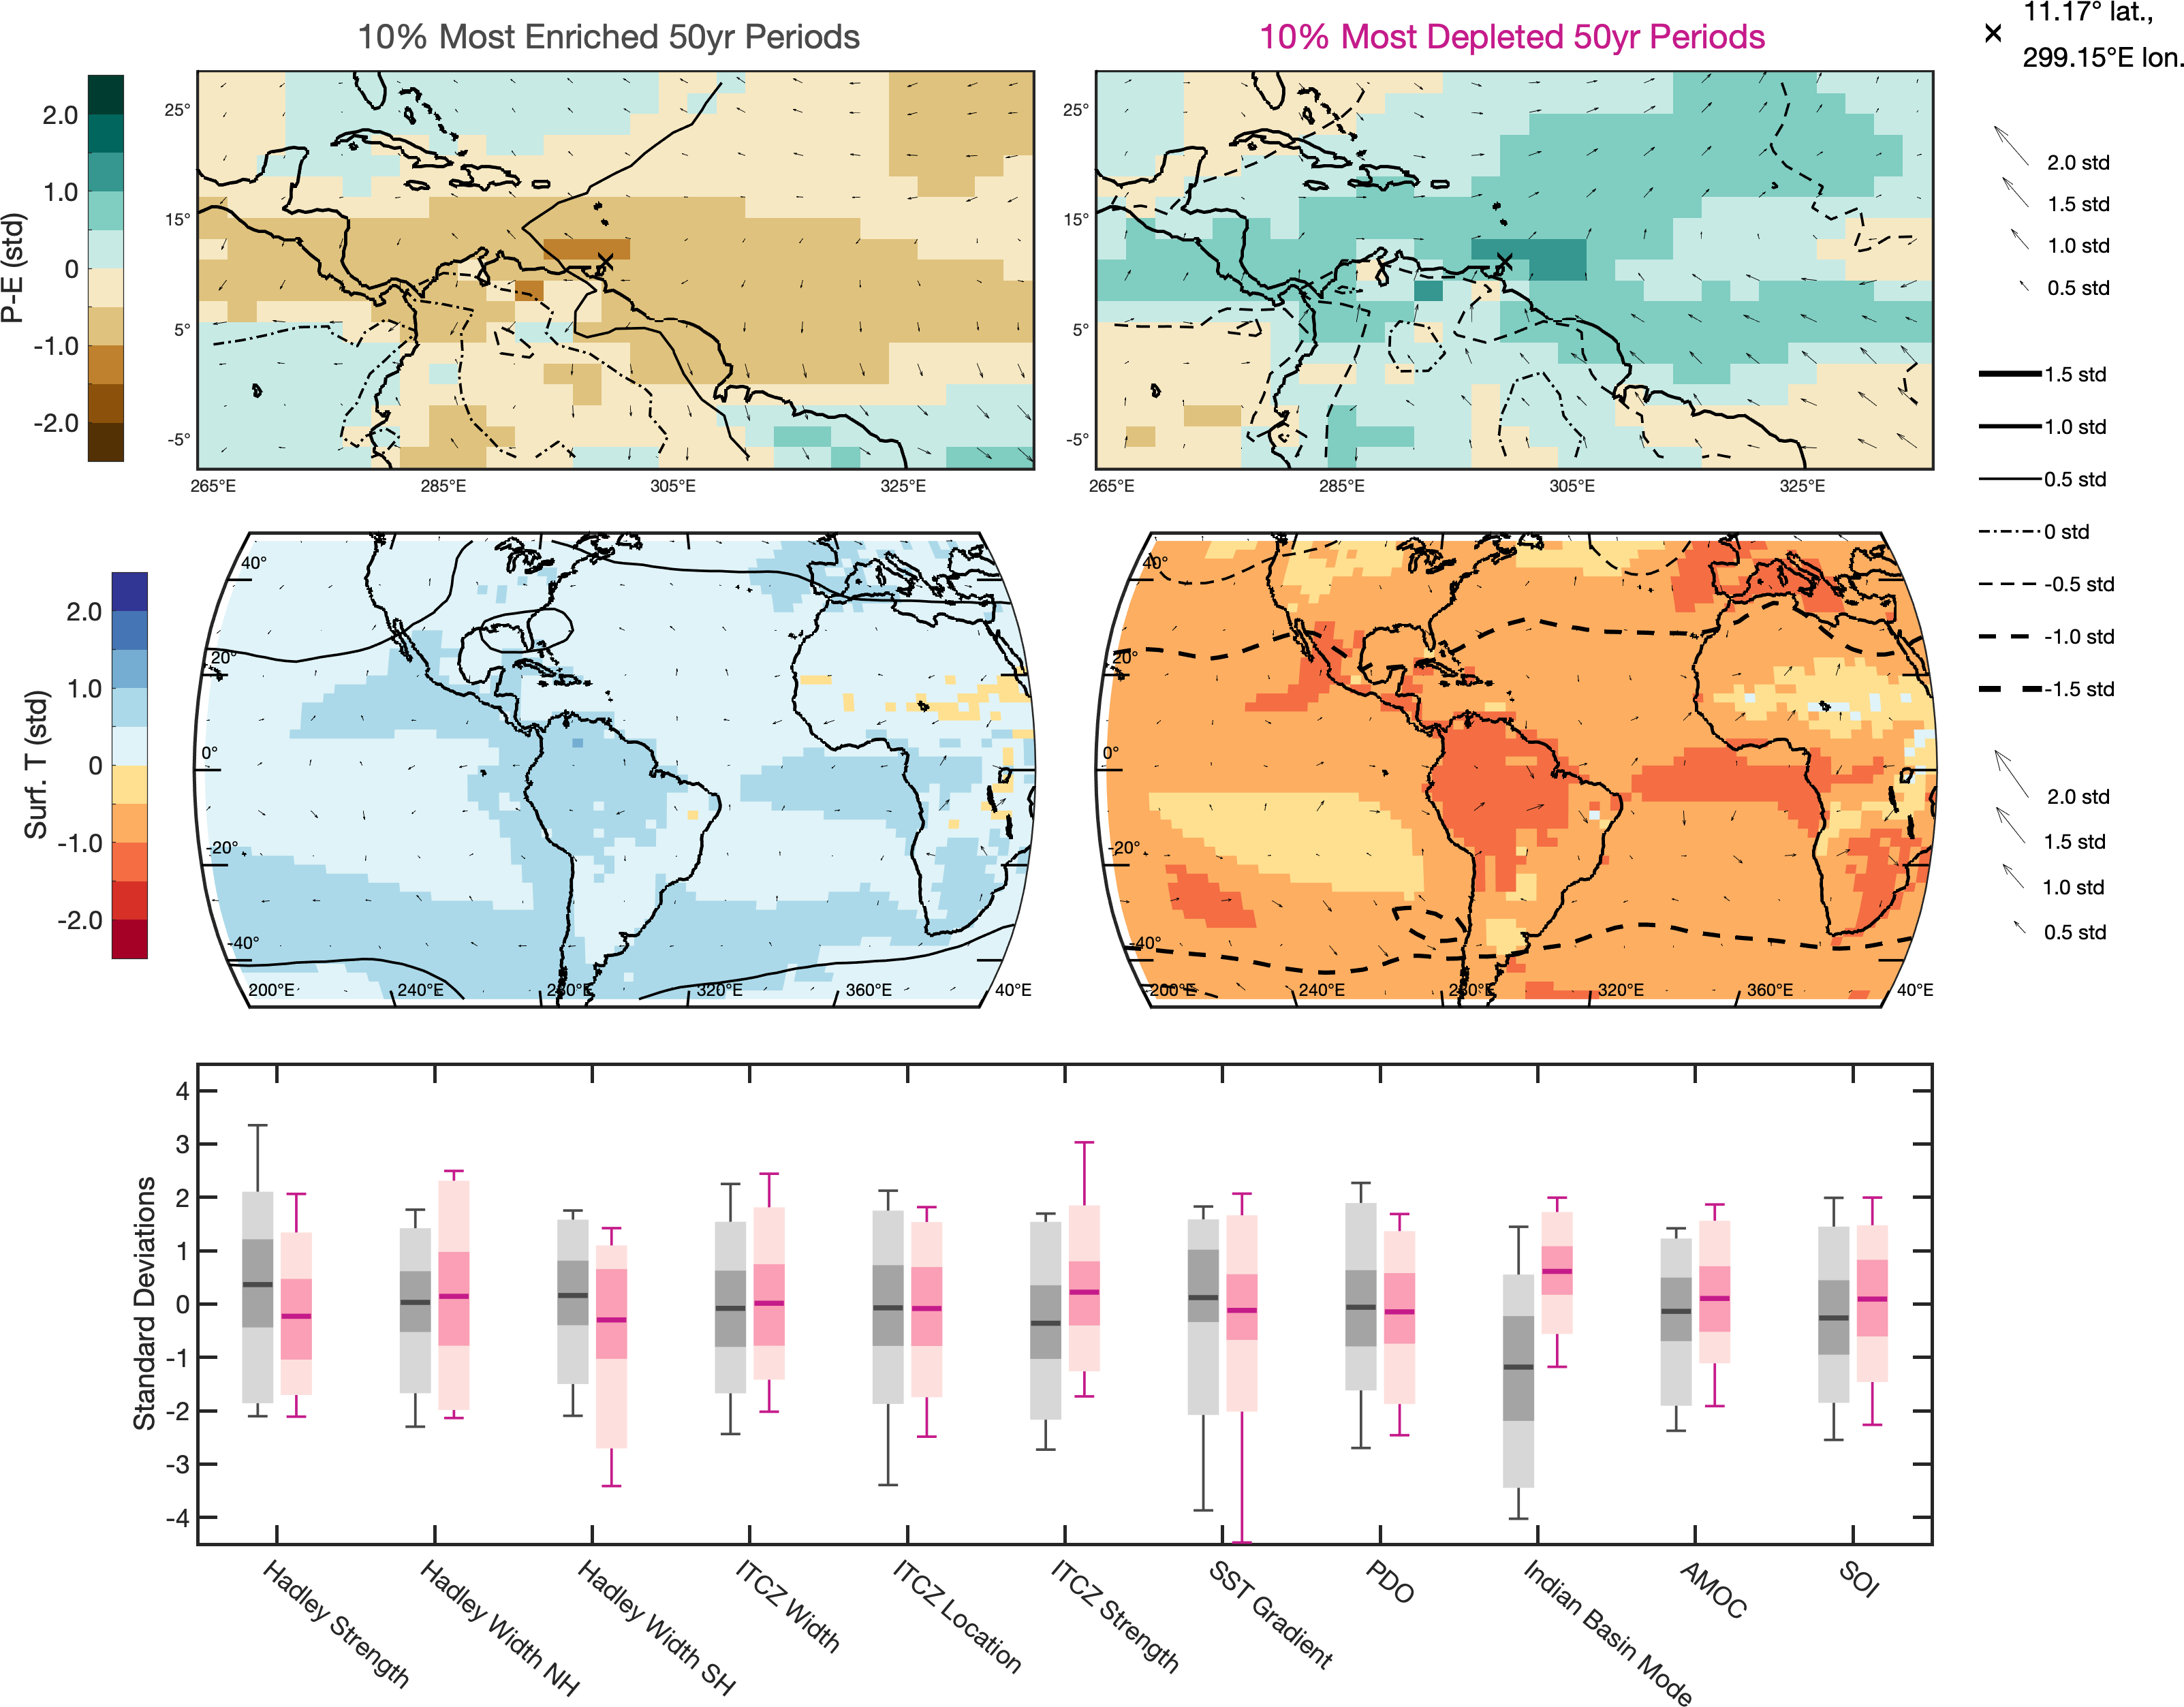 10% Most Enriched 50yr Periods
10% Most Depleted 50yr Periods
11.17° lat.,
299.15°E lon.
P-E (std)
2.0
1.0
0
-1.0
-2.0
25°
15°
5°
-5°
265°E
285°E
305°E
325°E
25°
15°
5°
-5°
265°E
285°E
305°E
325°E
2.0 std
1.5 std
1.0 std
0.5 std
1.5 std
1.0 std
0.5 std
0 std
-0.5 std
-1.0 std
-1.5 std
Surf. T (std)
2.0
1.0
0
-1.0
-2.0
40°
20°
0°
-20°
-40°
200°E
240°E
280°E
320°E
360°E
40°E
40°
20°
0°
-20°
-40°
200°E
240°E
280°E
320°E
360°E
40°E
2.0 std
1.5 std
1.0 std
0.5 std
Standard Deviations
4
3
2
1
0
-1
-2
-3
-4
Hadley Strength
Hadley Width NH
Hadley Width SH
ITCZ Width
ITCZ Location
ITCZ Strength
SST Gradient
PDO
Indian Basin Mode
AMOC
SOI